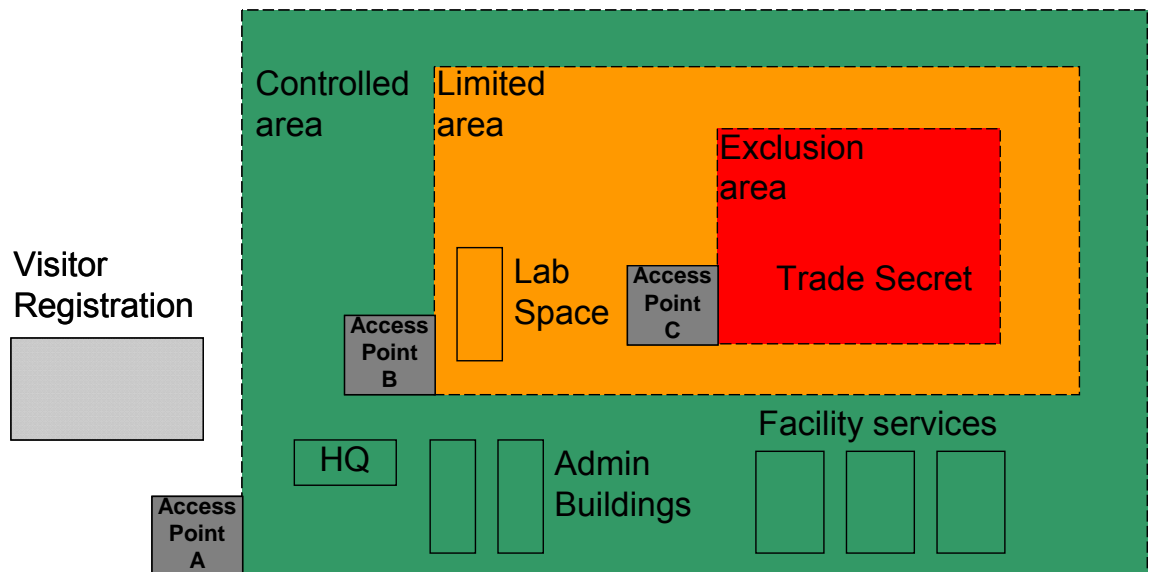 Controlled
area
Limited
area
Exclusion
area
Trade Secret
Visitor
Registration
Lab
Space
Access
Point
C
Access
Point
B
Facility services
HQ
Admin
Buildings
Access
Point
A